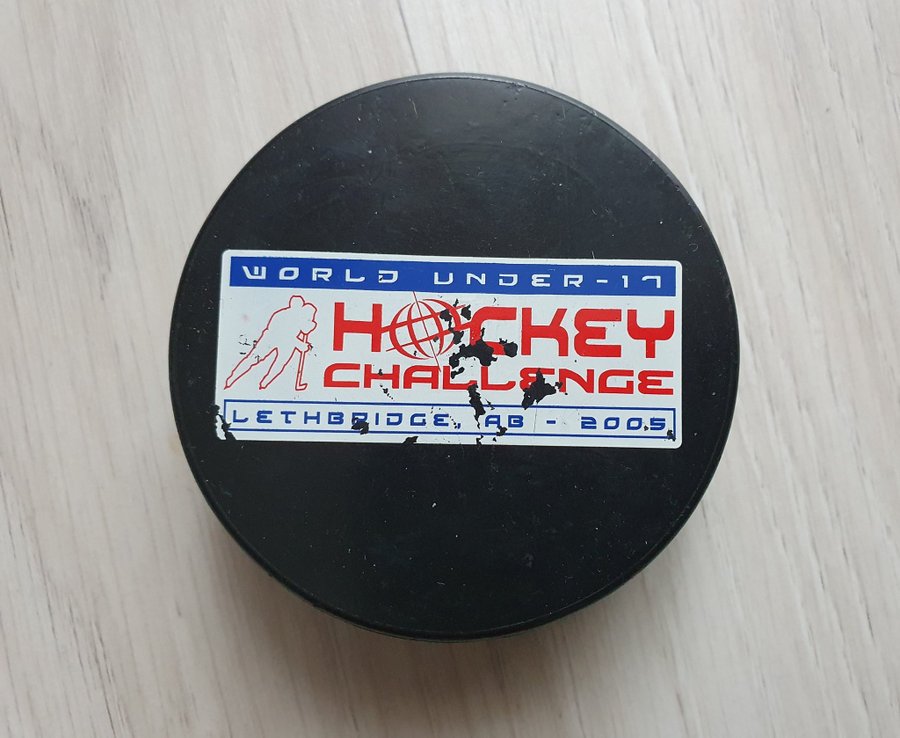 WORLD UNDER-17
HOCKEY
CHALLENGE
LETHBRIDGE, AB - 2005